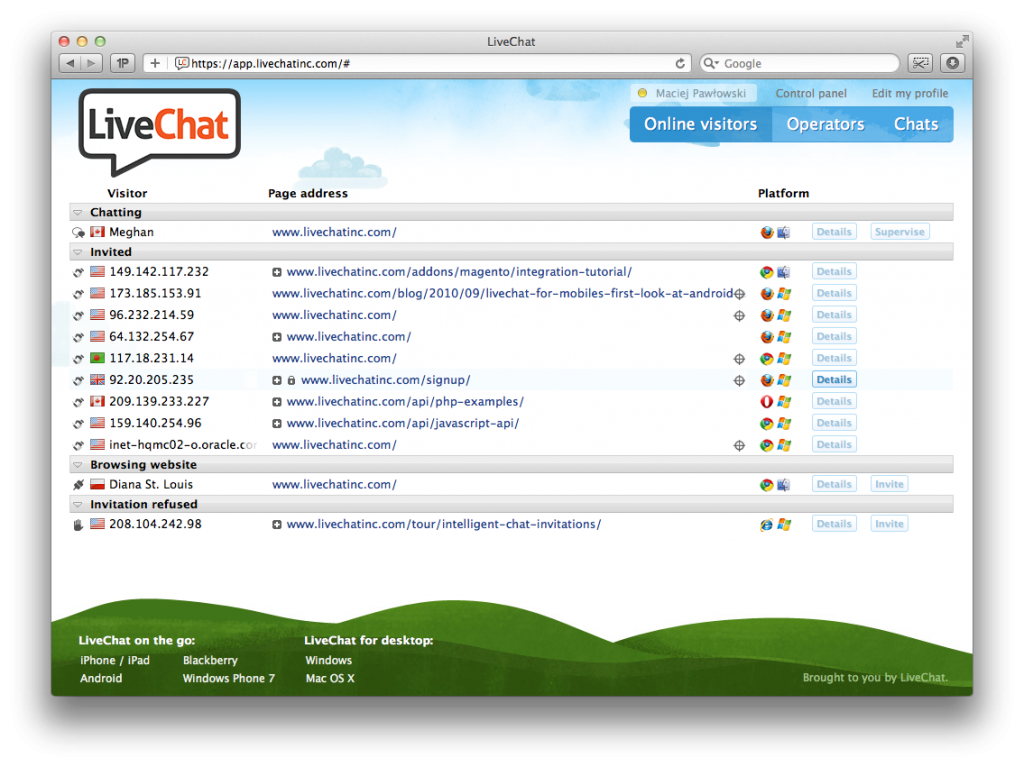 LiveChat
1P + LC https://app.livechatinc.com/# Google
Maciej Pawłowski Control panel Edit my profile
LiveChat
Online visitors Operators Chats
Visitor Page address Platform
Chatting
Meghan www.livechatinc.com/ Details Supervise
Invited
149.142.117.232 www.livechatinc.com/addons/magento/integration-tutorial/ Details
173.185.153.91 www.livechatinc.com/blog/2010/09/livechat-for-mobiles-first-look-at-android Details
96.232.214.59 www.livechatinc.com/ Details
64.132.254.67 www.livechatinc.com/ Details
117.18.231.14 www.livechatinc.com/ Details
92.20.205.235 www.livechatinc.com/signup/ Details
209.139.233.227 www.livechatinc.com/api/php-examples/ Details
159.140.254.96 www.livechatinc.com/api/javascript-api/ Details
inet-hqmc02-o.oracle.com www.livechatinc.com/ Details
Browsing website
Diana St. Louis www.livechatinc.com/ Details Invite
Invitation refused
208.104.242.98 www.livechatinc.com/tour/intelligent-chat-invitations/ Details Invite
LiveChat on the go: LiveChat for desktop:
iPhone / iPad Blackberry Windows
Android Windows Phone 7 Mac OS X
Brought to you by LiveChat.